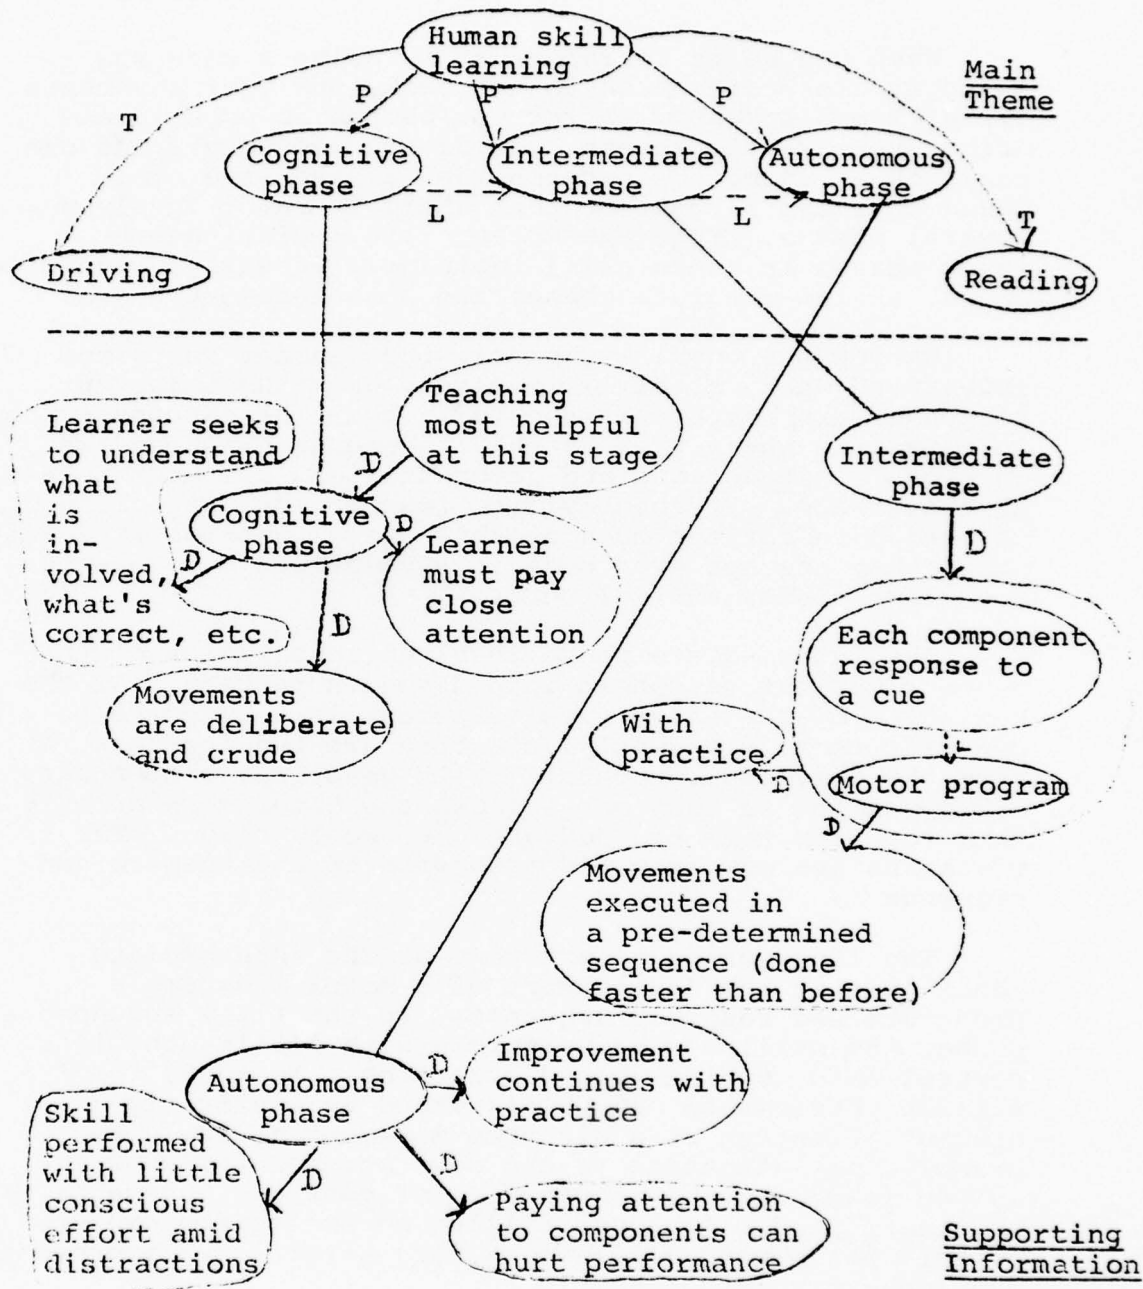 Human skill
learning
Main
Theme
P
P
P
T
Cognitive
phase
Intermediate
phase
Autonomous
phase
L
L
T
Driving
Reading
Learner seeks
to understand
what
is
in-
volved,
what's
correct, etc.
Teaching
most helpful
at this stage
D
Cognitive
phase
D
D
Learner
must pay
close
attention
D
Movements
are deliberate
and crude
Intermediate
phase
D
Each component
response to
a cue
L
Motor program
With
practice
D
D
Movements
executed in
a pre-determined
sequence (done
faster than before)
Autonomous
phase
D
Improvement
continues with
practice
Skill
performed
with little
conscious
effort amid
distractions
D
D
Paying attention
to components can
hurt performance
Supporting
Information